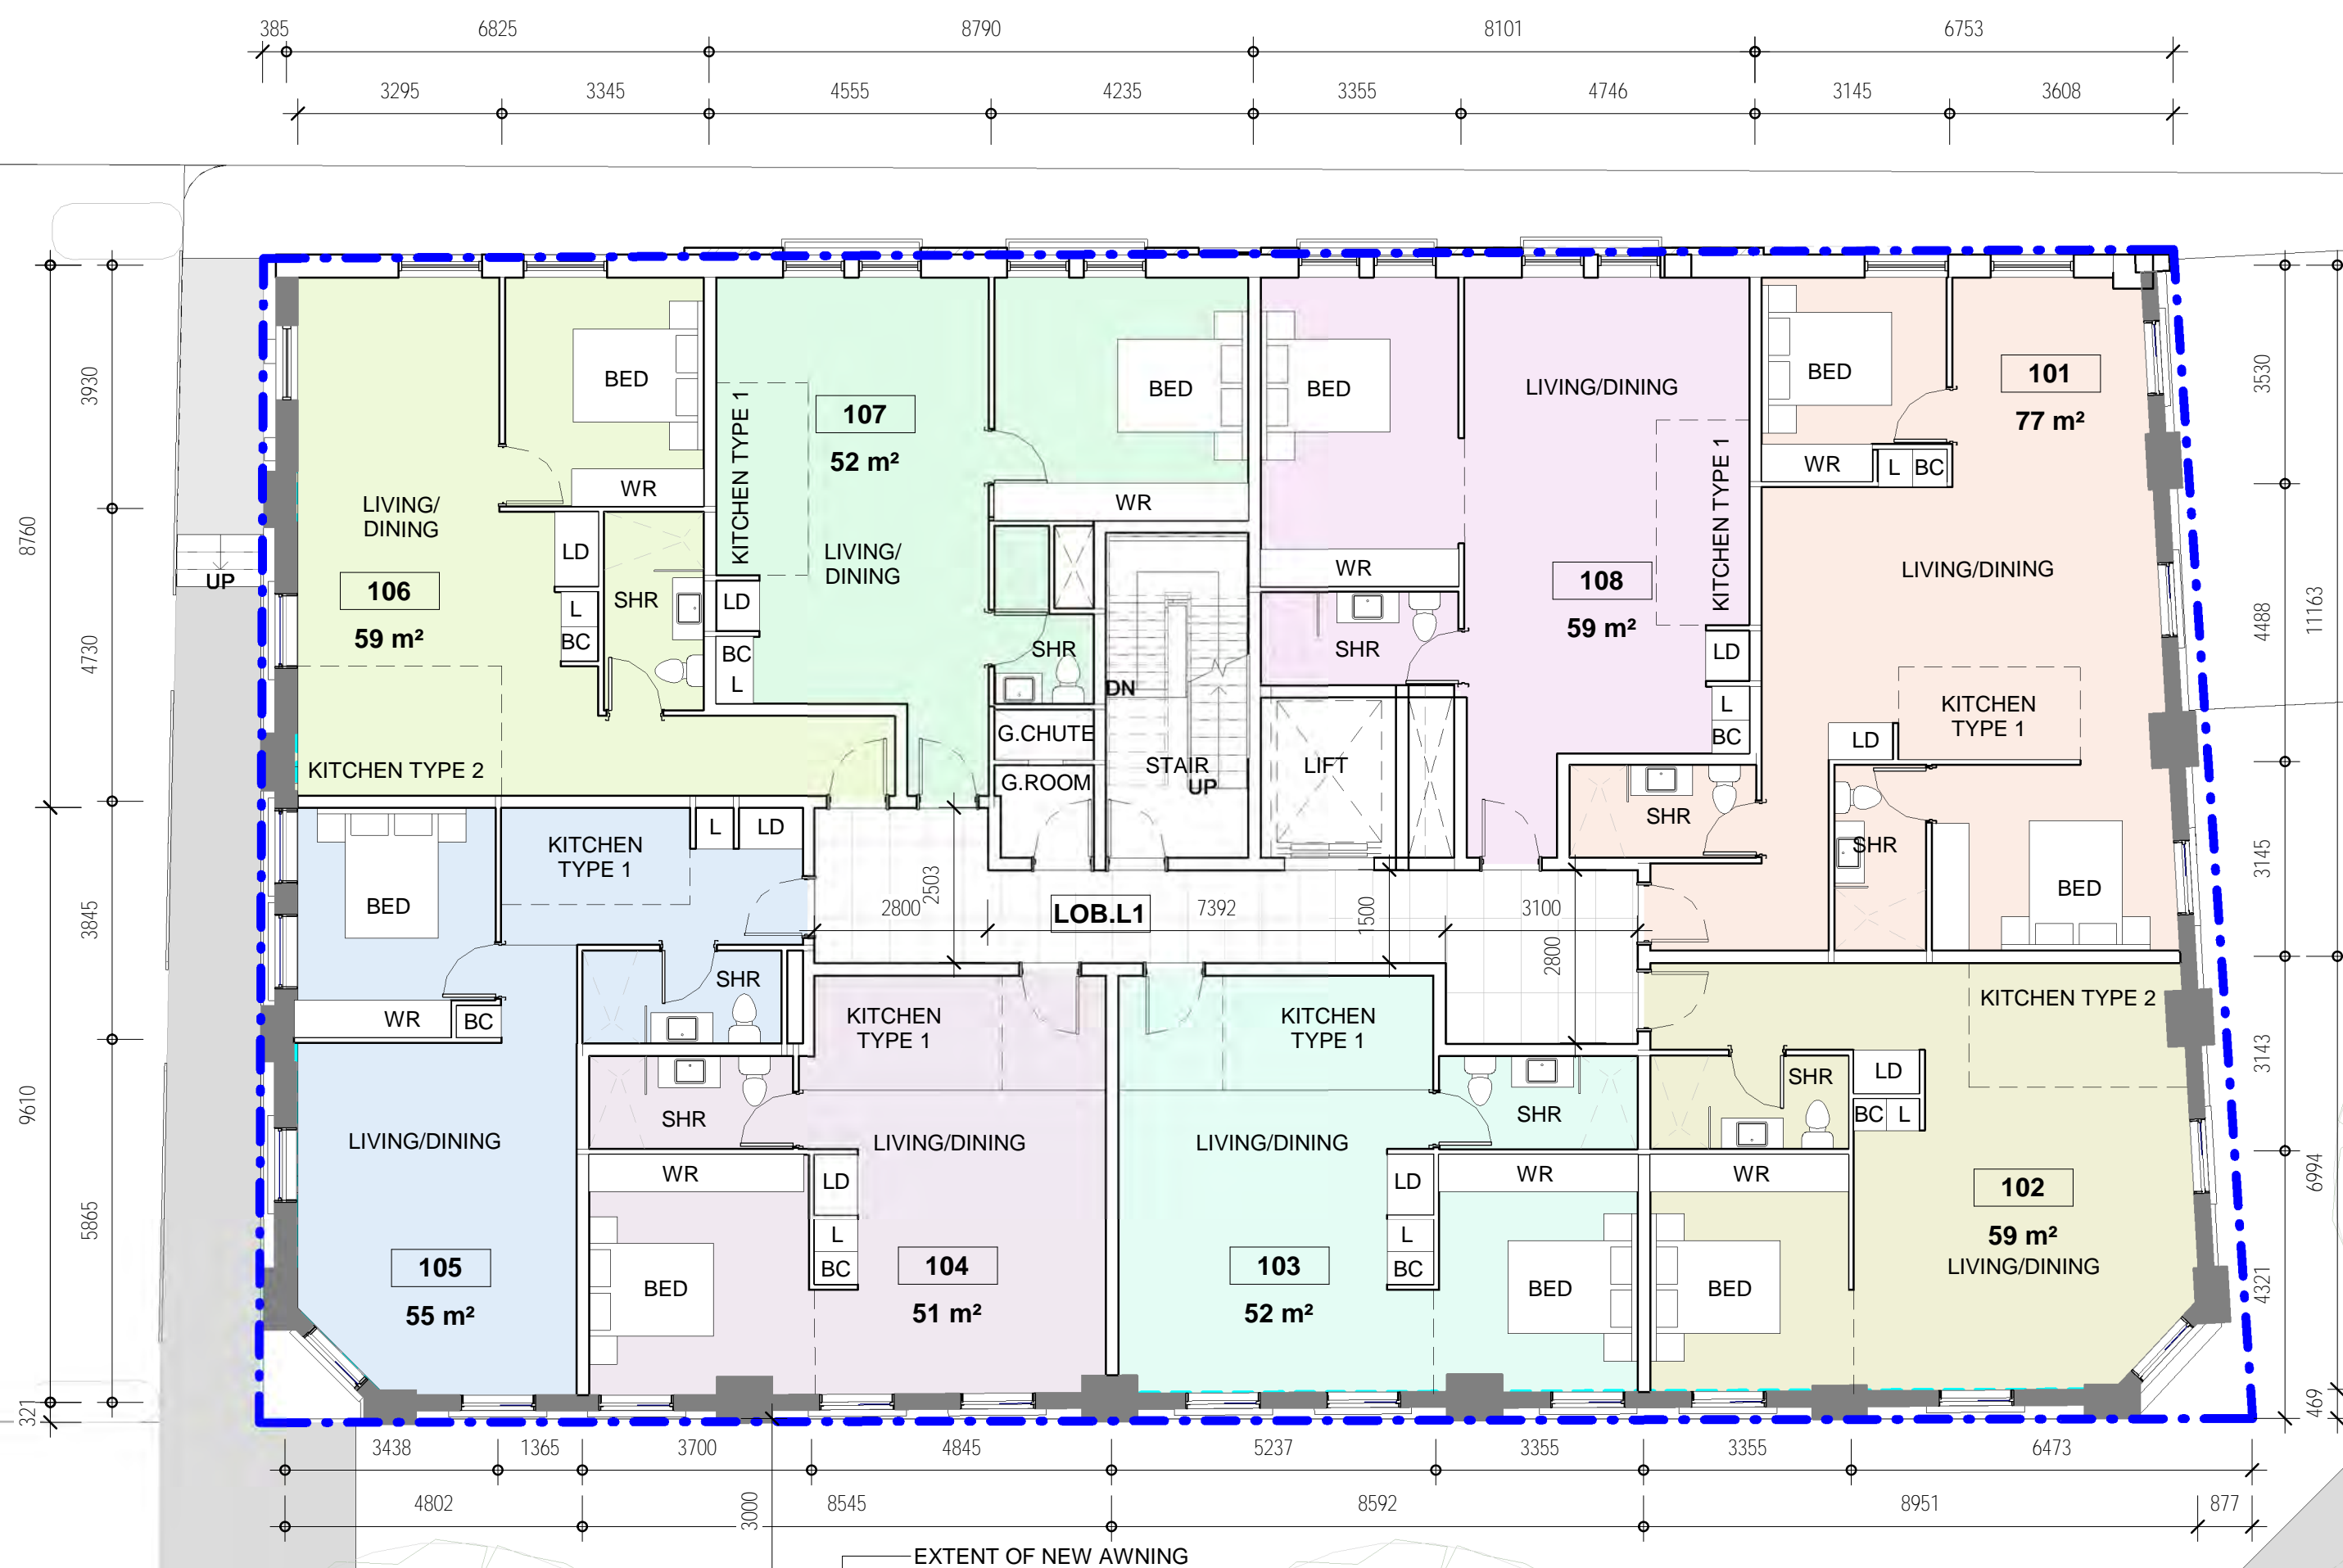 385 6825 8790 8101 6753
3295 3345 4555 4235 3355 4746 3145 3608
8760
9610
321
3930
4730
3845
5865
UP
LIVING/
DINING
106
59 m²
BED
WR
LD
L
BC
SHR
KITCHEN TYPE 2
KITCHEN TYPE 1
107
52 m²
LIVING/
DINING
LD
BC
L
BED
WR
SHR
G.CHUTE
G.ROOM
DN
STAIR
UP
BED
WR
SHR
LIFT
LIVING/DINING
KITCHEN TYPE 1
108
59 m²
LD
L
BC
BED
WR
L
BC
101
77 m²
LIVING/DINING
KITCHEN
TYPE 1
LD
SHR
SHR
BED
3530
4488
3145
3143
4321
11163
6994
469
BED
KITCHEN
TYPE 1
L
LD
SHR
WR
BC
LIVING/DINING
105
55 m²
2800
2503
LOB.L1
7392
1500
3100
2800
KITCHEN
TYPE 1
SHR
LIVING/DINING
WR
LD
L
BC
BED
104
51 m²
KITCHEN
TYPE 1
LIVING/DINING
SHR
LD
WR
L
BC
103
52 m²
BED
KITCHEN TYPE 2
SHR
LD
BC
L
WR
BED
102
59 m²
LIVING/DINING
3438 1365 3700 4845 5237 3355 3355 6473
4802 3000 8545 8592 8951 877
EXTENT OF NEW AWNING